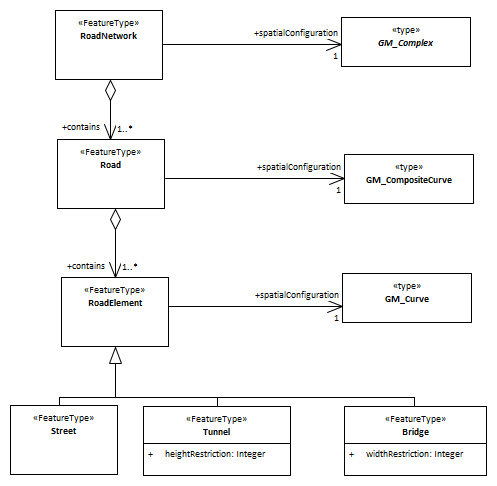 «FeatureType»
RoadNetwork
+spatialConfiguration
1
«type»
GM_Complex
+contains
1..*
«FeatureType»
Road
+spatialConfiguration
1
«type»
GM_CompositeCurve
+contains
1..*
«FeatureType»
RoadElement
+spatialConfiguration
1
«type»
GM_Curve
«FeatureType»
Street
«FeatureType»
Tunnel
+ heightRestriction: Integer
«FeatureType»
Bridge
+ widthRestriction: Integer